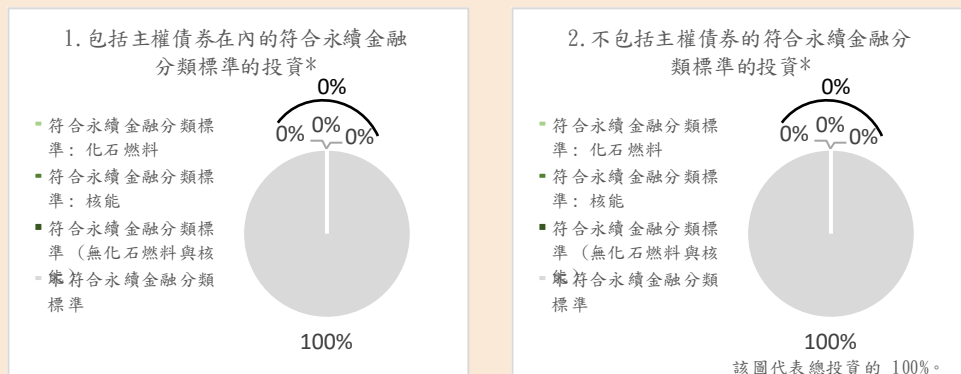 1.包括主權債券在內的符合永續金融
分類標準的投資*
0%
0% 0% 0%
符合永續金融分類標
準: 化石燃料
符合永續金融分類標
準: 核能
符合永續金融分類標
準 (無化石燃料與核
能)
未符合永續金融分類
標準
100%
2.不包括主權債券的符合永續金融分
類標準的投資*
0%
0% 0% 0%
符合永續金融分類標
準: 化石燃料
符合永續金融分類標
準: 核能
符合永續金融分類標
準 (無化石燃料與核
能)
未符合永續金融分類
標準
100%
該圖代表總投資的 100%。